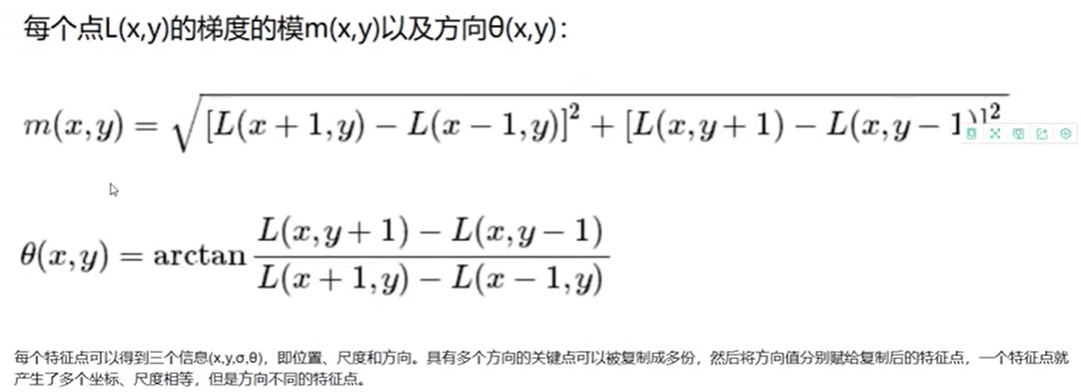 每个点L(x,y)的梯度的模m(x,y)以及方向θ(x,y):
m(x,y) = √[L(x+1,y) − L(x−1,y)]² + [L(x,y+1) − L(x,y−1)]²
θ(x,y) = arctan (L(x,y+1) − L(x,y−1)) / (L(x+1,y) − L(x−1,y))
每个特征点可以得到三个信息(x,y,σ,θ)，即位置、尺度和方向。具有多个方向的关键点可以被复制成多份，然后将方向值分别赋给复制后的特征点，一个特征点就
产生了多个坐标、尺度相等，但是方向不同的特征点。